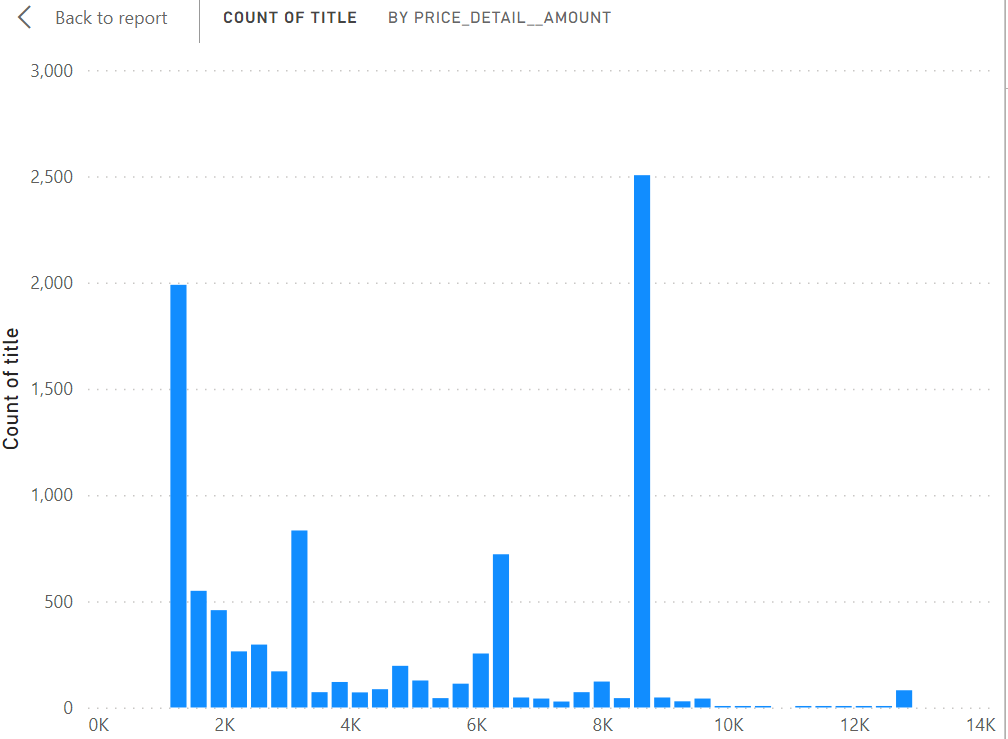 Back to report
COUNT OF TITLE BY PRICE_DETAIL__AMOUNT
3,000
2,500
2,000
1,500
1,000
500
0
Count of title
0K 2K 4K 6K 8K 10K 12K 14K